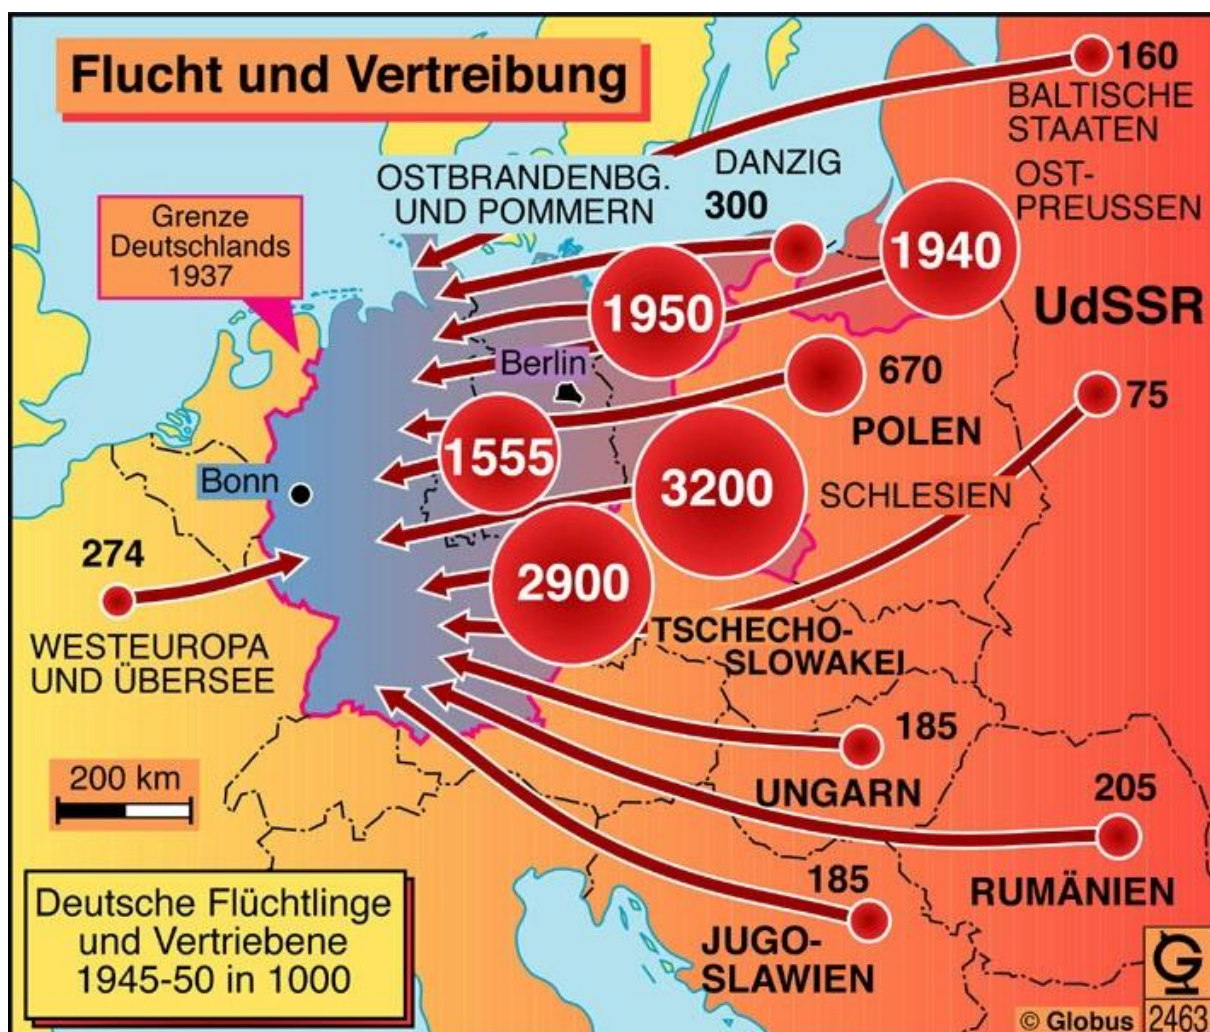 Flucht und Vertreibung
160
BALTISCHE
STAATEN
OSTBRANDENBG.
UND POMMERN
DANZIG
300
OST-
PREUSSEN
Grenze
Deutschlands
1937
1940
1950
UdSSR
Berlin
670
POLEN
75
1555
Bonn
3200
SCHLESIEN
274
2900
WESTEUROPA
UND ÜBERSEE
TSCHECHO-
SLOWAKEI
185
UNGARN
200 km
205
RUMÄNIEN
185
JUGO-
SLAWIEN
Deutsche Flüchtlinge
und Vertriebene
1945-50 in 1000
G
© Globus 2463